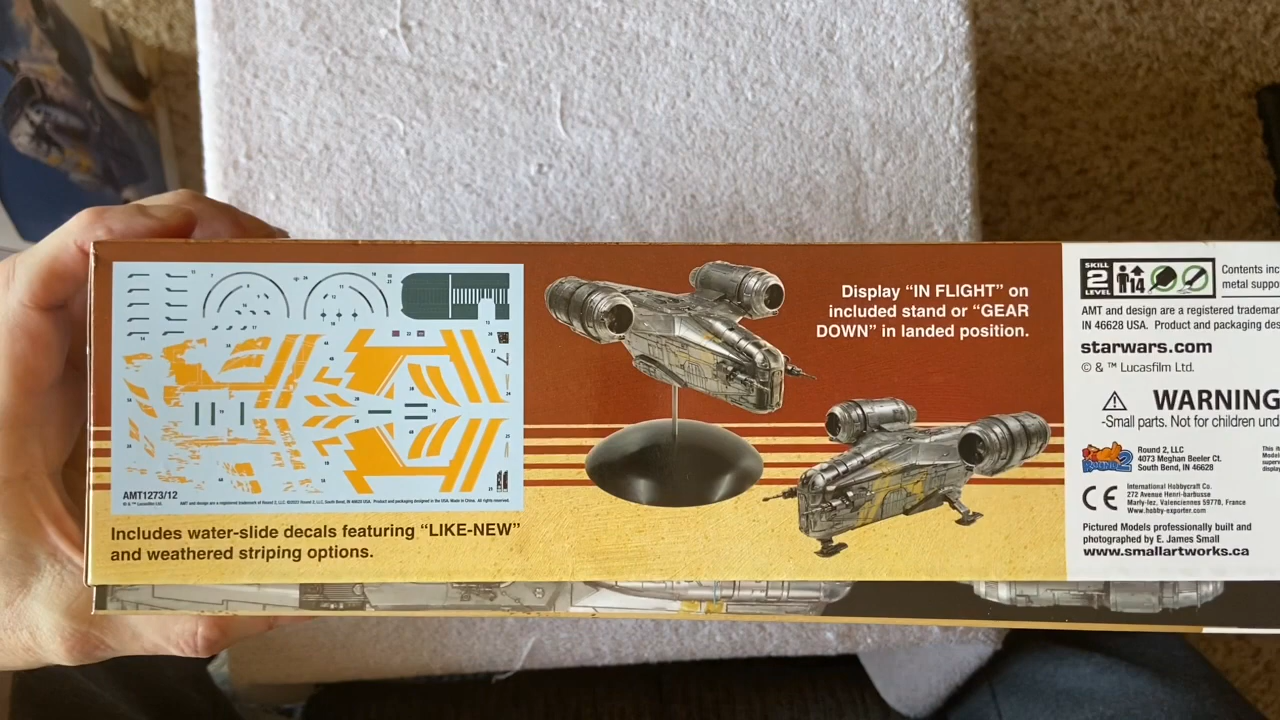 AMT1273/12
Includes water-slide decals featuring “LIKE-NEW”
and weathered striping options.
Display “IN FLIGHT” on
included stand or “GEAR
DOWN” in landed position.
SKILL
2
LEVEL
14
Contents inc
metal suppo
AMT and design are a registered trademar
IN 46628 USA. Product and packaging de
starwars.com
© & ™ Lucasfilm Ltd.
WARNING
-Small parts. Not for children und
ROUND 2
Round 2, LLC
4073 Meghan Beeler Ct.
South Bend, IN 46628
CE
International Hobbycraft Co.
272 Avenue Henri-barbusse
Marly-lez, Valenciennes 59770, France
Www.hobby-exporter.com
Pictured Models professionally built and
photographed by E. James Small
www.smallartworks.ca